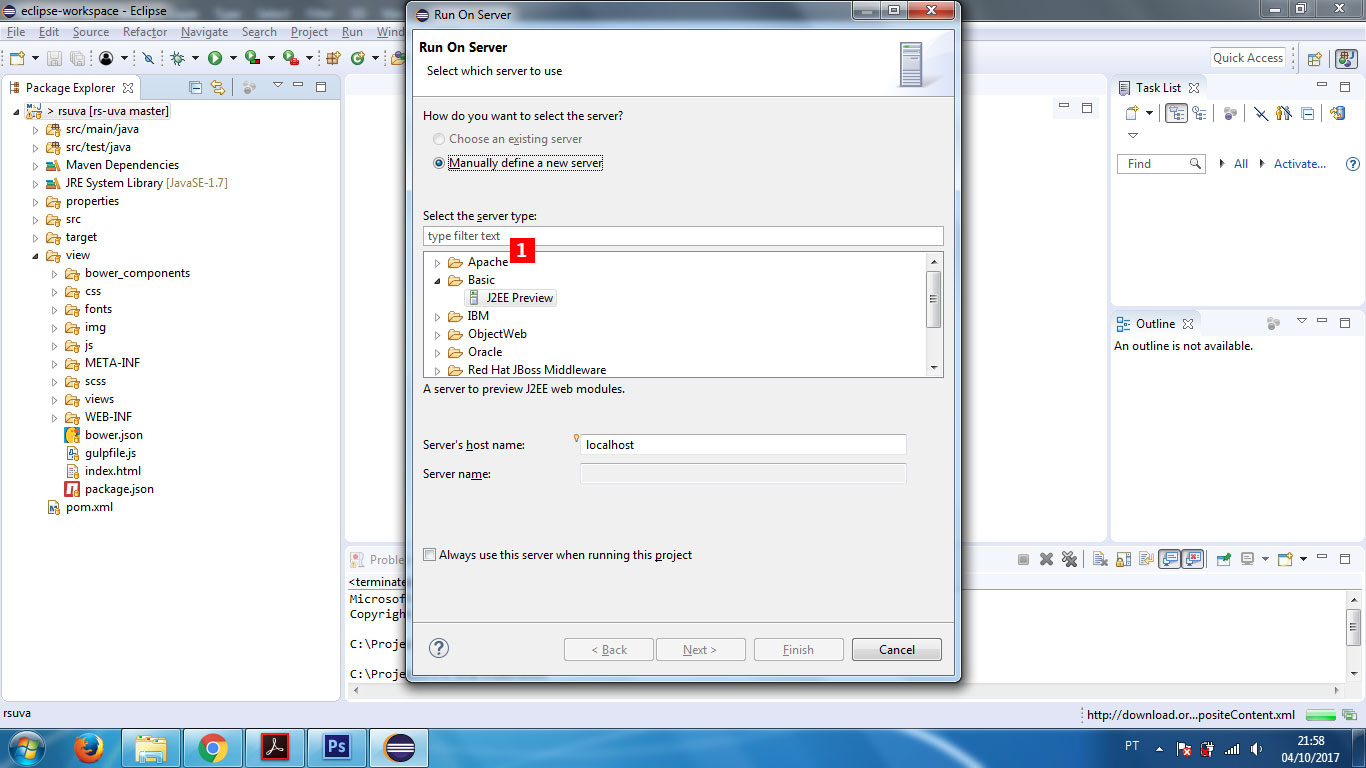 eclipse-workspace - Eclipse
File Edit Source Refactor Navigate Search Project Run
Quick Access
Package Explorer
> rsuva [rs-uva master]
src/main/java
src/test/java
Maven Dependencies
JRE System Library [JavaSE-1.7]
properties
src
target
view
bower_components
css
fonts
img
js
META-INF
scss
views
WEB-INF
bower.json
gulpfile.js
index.html
package.json
pom.xml
Run On Server
Run On Server
Select which server to use
How do you want to select the server?
Choose an existing server
Manually define a new server
Select the server type:
type filter text
1
Apache
Basic
J2EE Preview
IBM
ObjectWeb
Oracle
Red Hat JBoss Middleware
A server to preview J2EE web modules.
Server's host name: localhost
Server name:
Always use this server when running this project
< Back Next > Finish Cancel
Task List
Find All Activate...
Outline
An outline is not available.
<terminate
Microsof
Copyrigh
C:\Proje
C:\Proje
rsuva
http://download.or...positeContent.xml
Ps
PT
21:58
04/10/2017